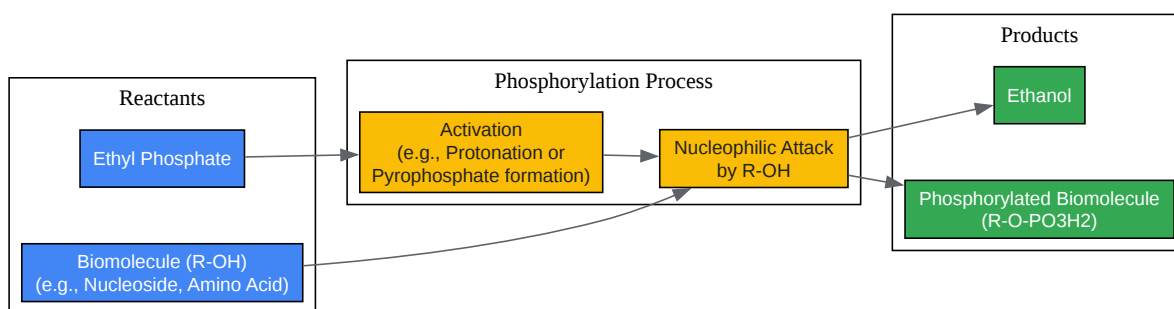 Reactants
Ethyl Phosphate
Biomolecule (R-OH)
(e.g., Nucleoside, Amino Acid)
Phosphorylation Process
Activation
(e.g., Protonation or
Pyrophosphate formation)
Nucleophilic Attack
by R-OH
Products
Ethanol
Phosphorylated Biomolecule
(R-O-PO3H2)